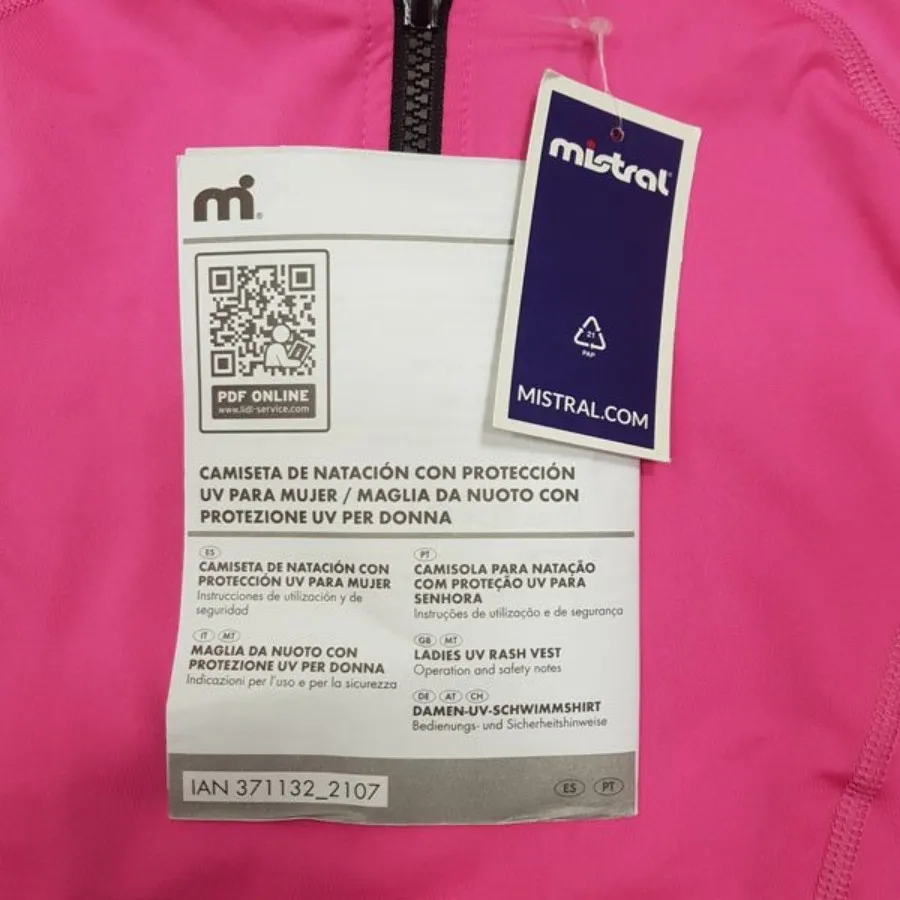 m
mistral
21
PAP
MISTRAL.COM
PDF ONLINE
www.lidl-service.com
CAMISETA DE NATACIÓN CON PROTECCIÓN
UV PARA MUJER / MAGLIA DA NUOTO CON
PROTEZIONE UV PER DONNA
ES
CAMISETA DE NATACIÓN CON
PROTECCIÓN UV PARA MUJER
Instrucciones de utilización y de
seguridad
IT MT
MAGLIA DA NUOTO CON
PROTEZIONE UV PER DONNA
Indicazioni per l'uso e per la sicurezza
PT
CAMISOLA PARA NATAÇÃO
COM PROTEÇÃO UV PARA
SENHORA
Instruções de utilização e de segurança
GB MT
LADIES UV RASH VEST
Operation and safety notes
DE AT CH
DAMEN-UV-SCHWIMMSHIRT
Bedienungs- und Sicherheitshinweise
IAN 371132_2107
ES PT